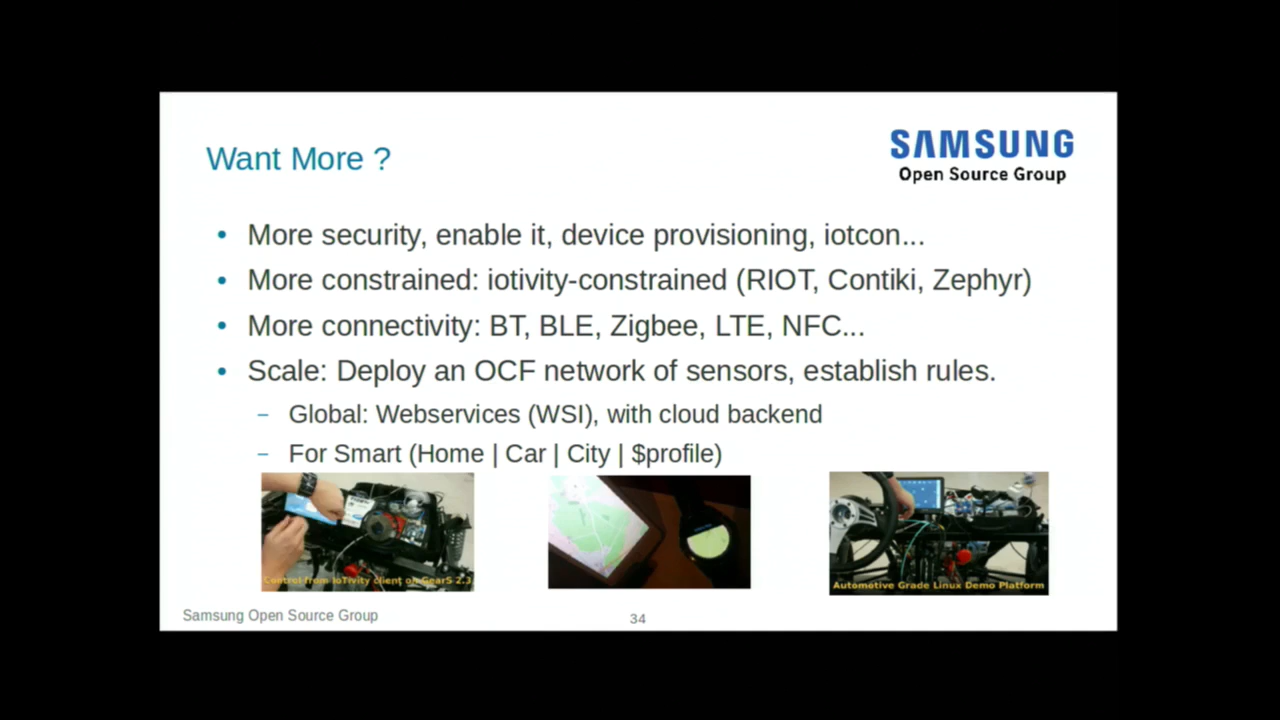 Want More ?
SAMSUNG
Open Source Group
• More security, enable it, device provisioning, iotcon...
• More constrained: iotivity-constrained (RIOT, Contiki, Zephyr)
• More connectivity: BT, BLE, Zigbee, LTE, NFC...
• Scale: Deploy an OCF network of sensors, establish rules.
– Global: Webservices (WSI), with cloud backend
– For Smart (Home | Car | City | $profile)
Control from IoTivity client on GearS 2.3
Automotive Grade Linux Demo Platform
Samsung Open Source Group
34